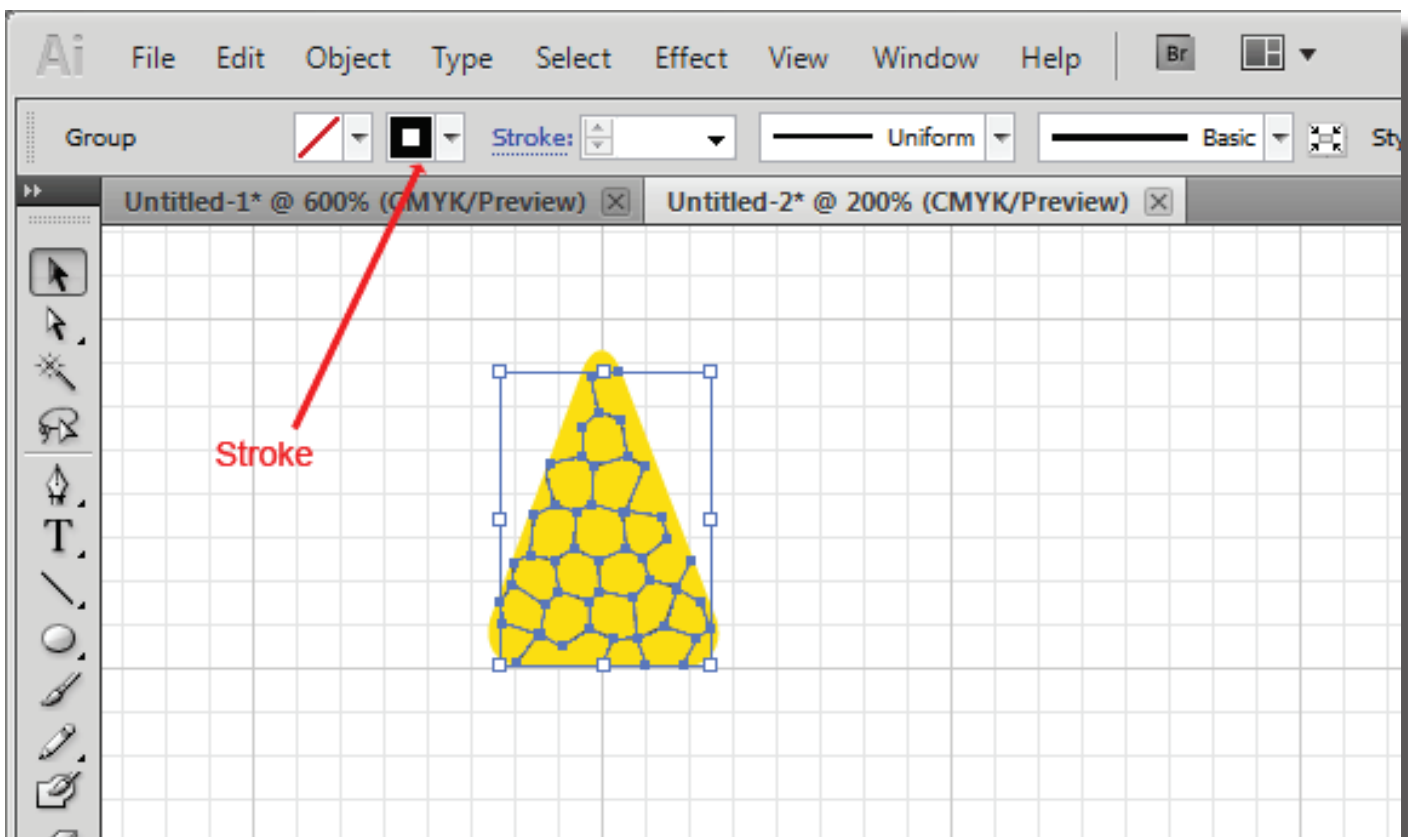 Ai File Edit Object Type Select Effect View Window Help Br
Group Stroke: Uniform Basic Sty
Untitled-1* @ 600% (CMYK/Preview) Untitled-2* @ 200% (CMYK/Preview)
Stroke
T